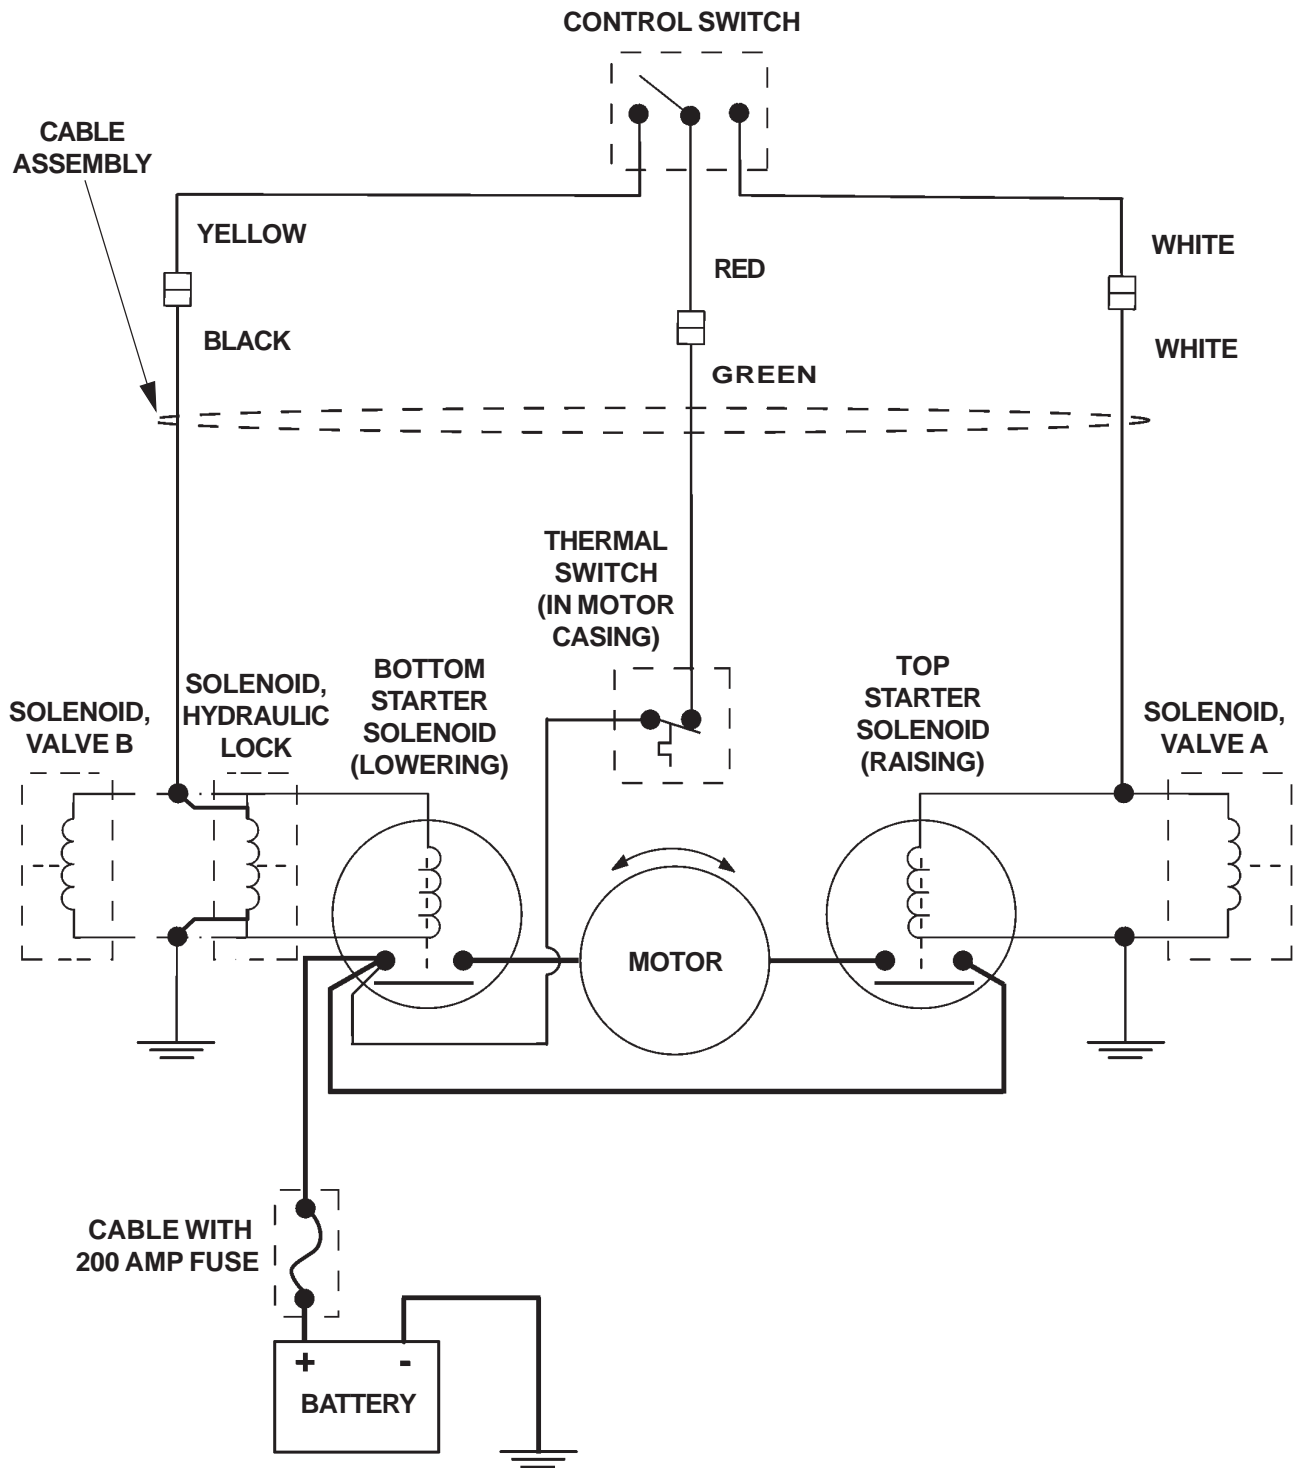 CONTROL SWITCH
CABLE
ASSEMBLY
YELLOW
BLACK
RED
GREEN
WHITE
WHITE
THERMAL
SWITCH
(IN MOTOR
CASING)
SOLENOID,
VALVE B
SOLENOID,
HYDRAULIC
LOCK
BOTTOM
STARTER
SOLENOID
(LOWERING)
TOP
STARTER
SOLENOID
(RAISING)
SOLENOID,
VALVE A
MOTOR
CABLE WITH
200 AMP FUSE
+ -
BATTERY